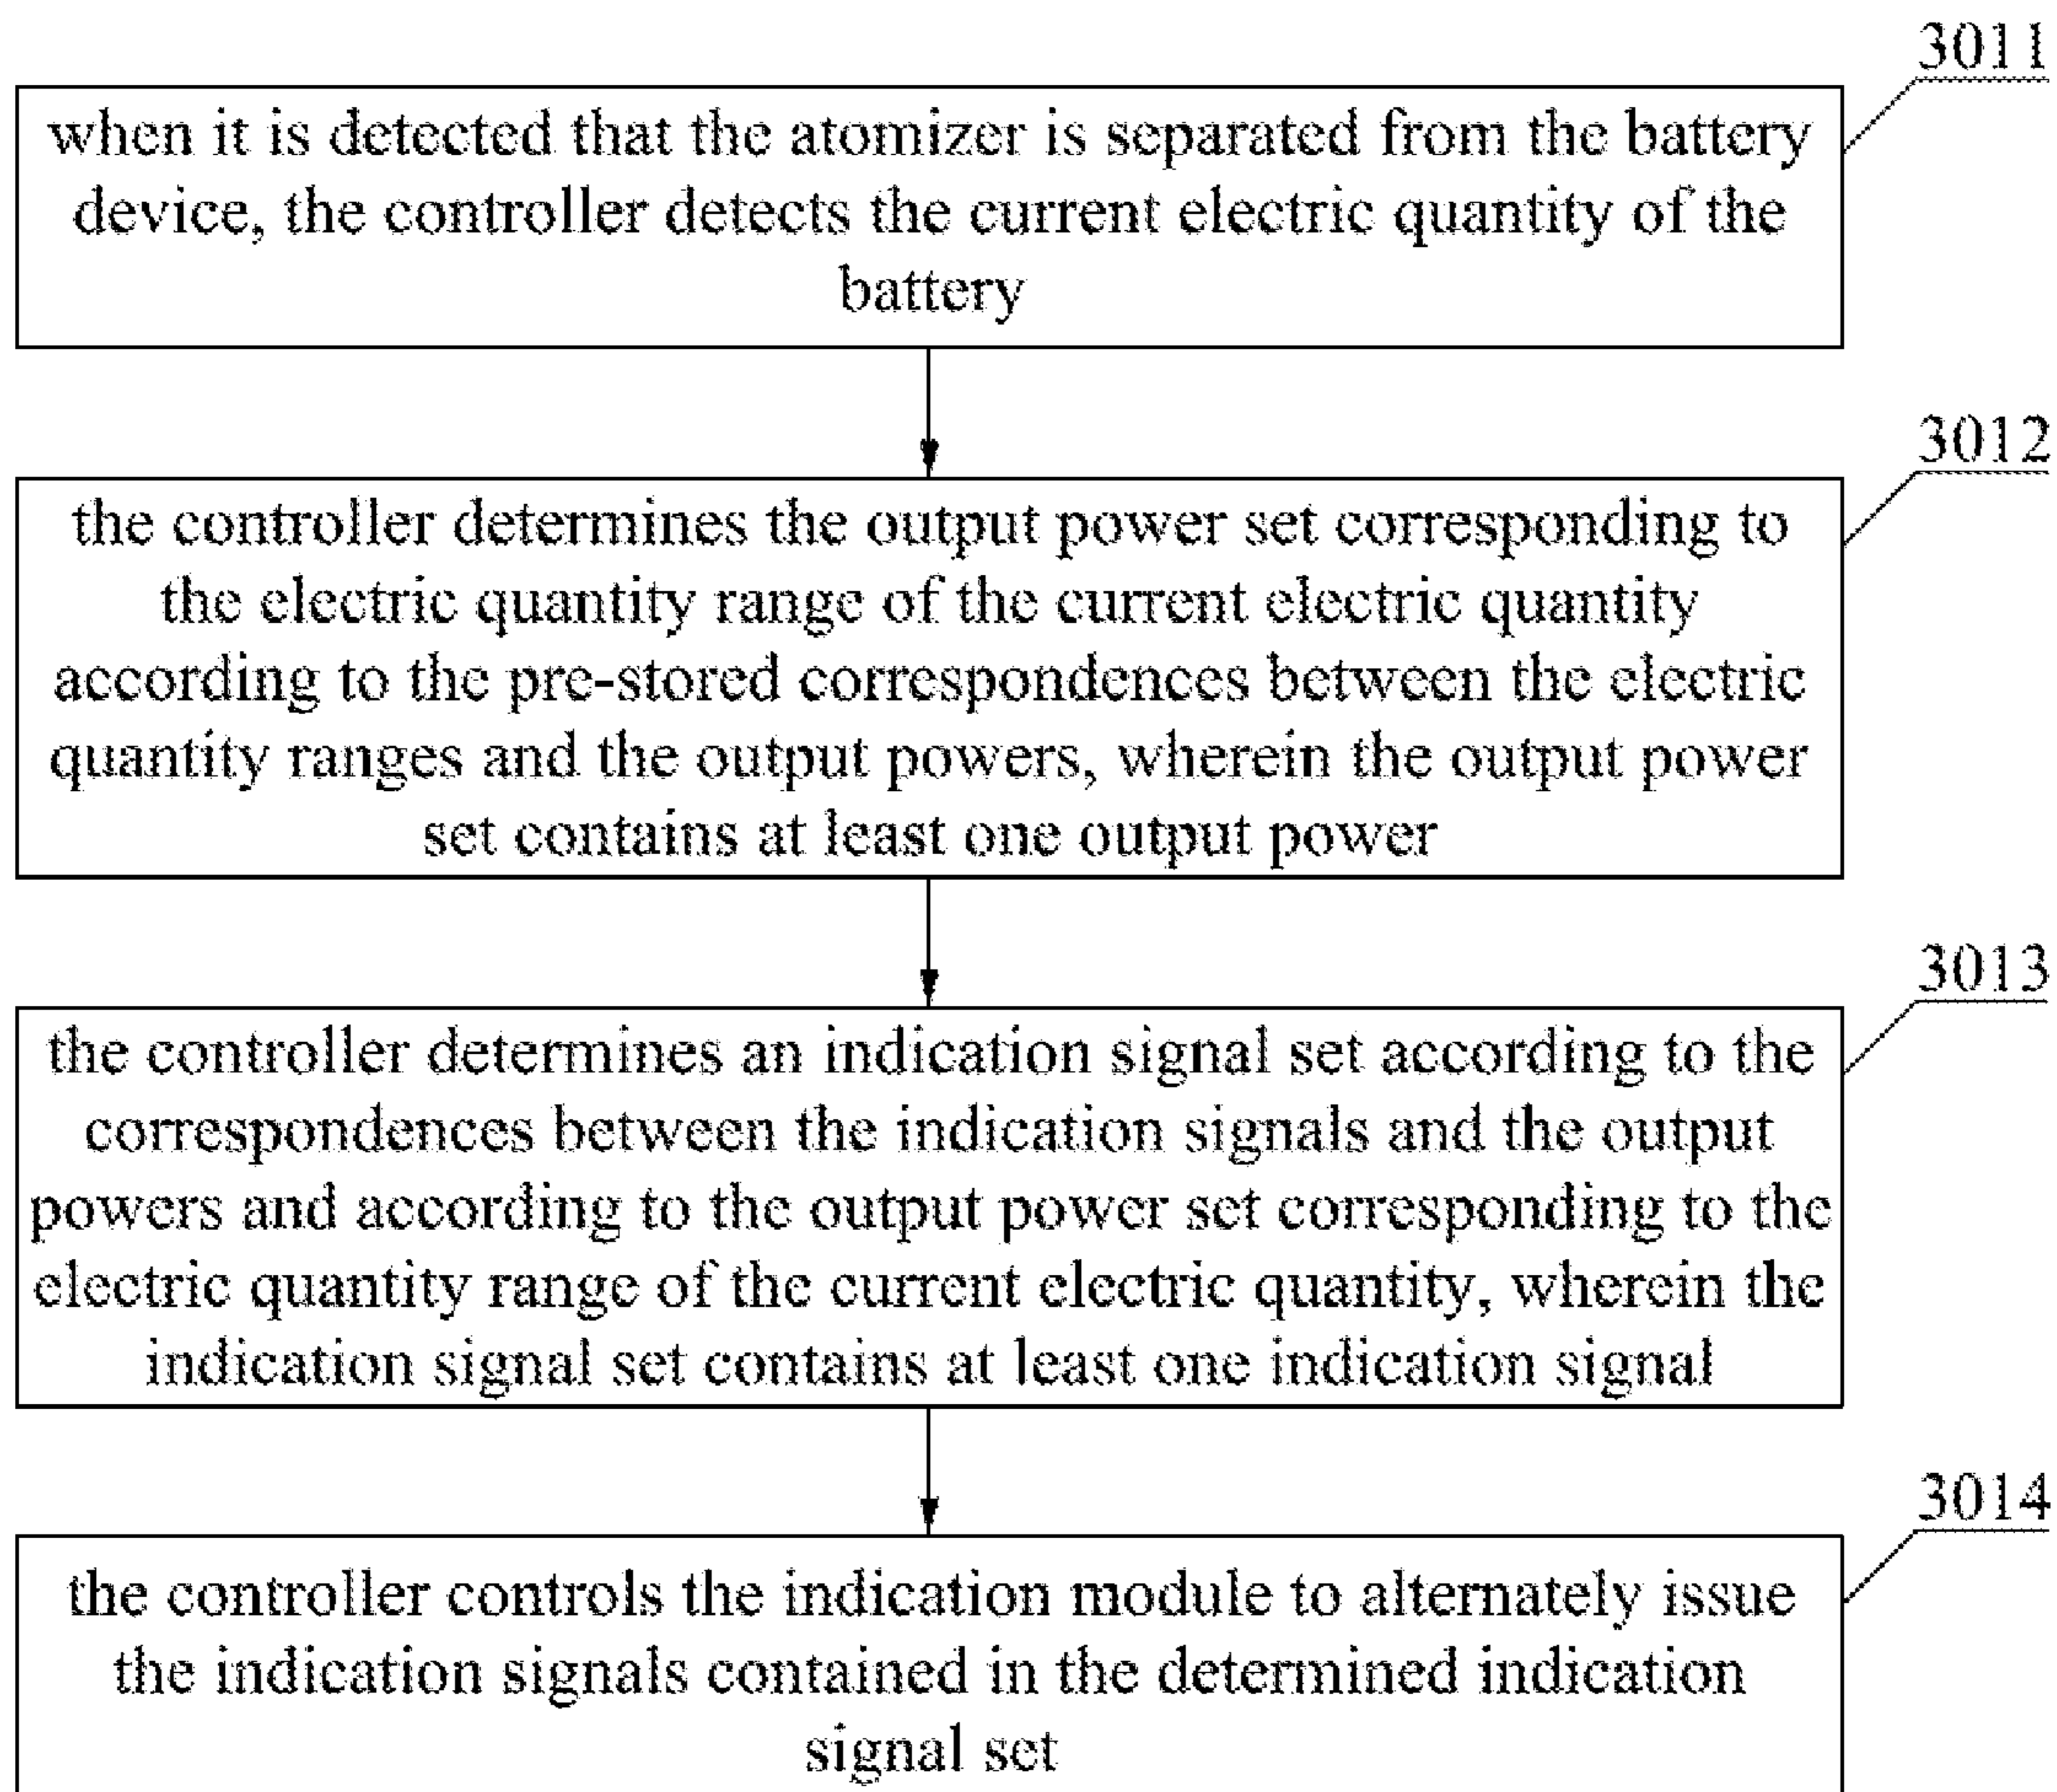 3011
when it is detected that the atomizer is separated from the battery
device, the controller detects the current electric quantity of the
battery
3012
the controller determines the output power set corresponding to
the electric quantity range of the current electric quantity
according to the pre-stored correspondences between the electric
quantity ranges and the output powers, wherein the output power
set contains at least one output power
3013
the controller determines an indication signal set according to the
correspondences between the indication signals and the output
powers and according to the output power set corresponding to the
electric quantity range of the current electric quantity, wherein the
indication signal set contains at least one indication signal
3014
the controller controls the indication module to alternately issue
the indication signals contained in the determined indication
signal set